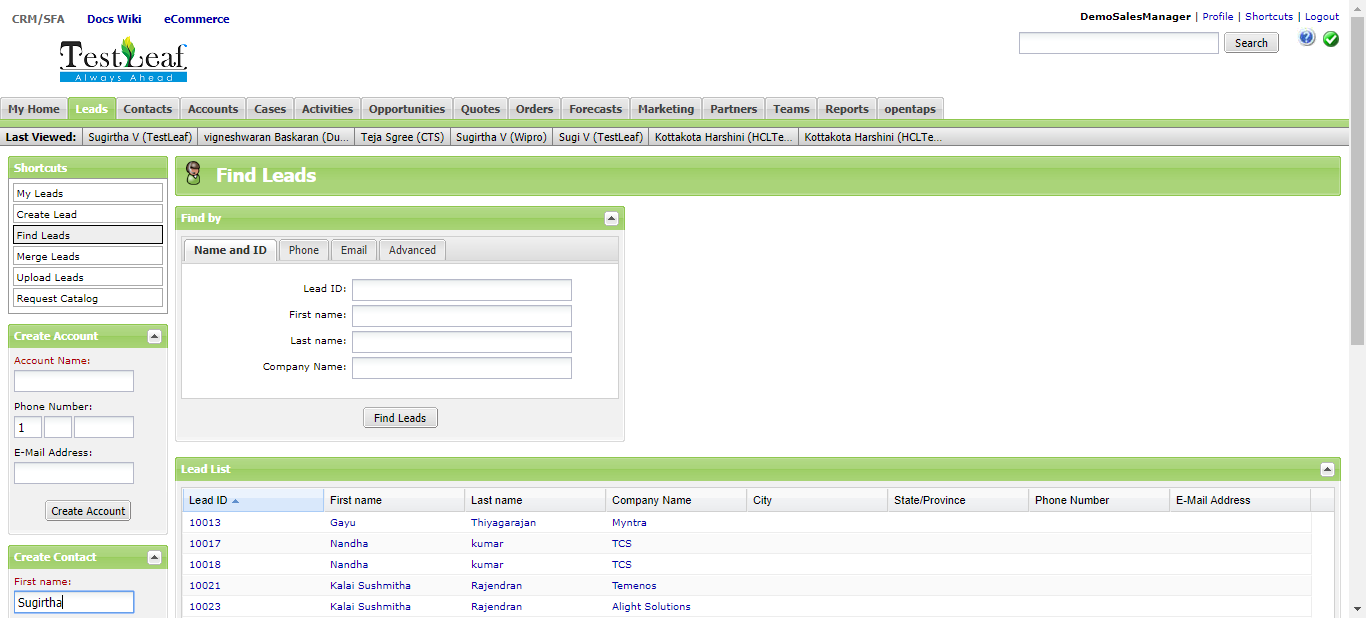 CRM/SFA Docs Wiki eCommerce
DemoSalesManager | Profile | Shortcuts | Logout
TestLeaf
Always Ahead
Search
?
My Home Leads Contacts Accounts Cases Activities Opportunities Quotes Orders Forecasts Marketing Partners Teams Reports opentaps
Last Viewed: Sugirtha V (TestLeaf) vigneshwaran Baskaran (Du... Teja Sgree (CTS) Sugirtha V (Wipro) Sugi V (TestLeaf) Kottakota Harshini (HCLTe... Kottakota Harshini (HCLTe...
Shortcuts
My Leads
Create Lead
Find Leads
Merge Leads
Upload Leads
Request Catalog
Create Account
Account Name:
Phone Number:
1
E-Mail Address:
Create Account
Create Contact
First name:
Sugirtha
Find Leads
Find by
Name and ID Phone Email Advanced
Lead ID:
First name:
Last name:
Company Name:
Find Leads
Lead List
Lead ID First name Last name Company Name City State/Province Phone Number E-Mail Address
10013 Gayu Thiyagarajan Myntra
10017 Nandha kumar TCS
10018 Nandha kumar TCS
10021 Kalai Sushmitha Rajendran Temenos
10023 Kalai Sushmitha Rajendran Alight Solutions